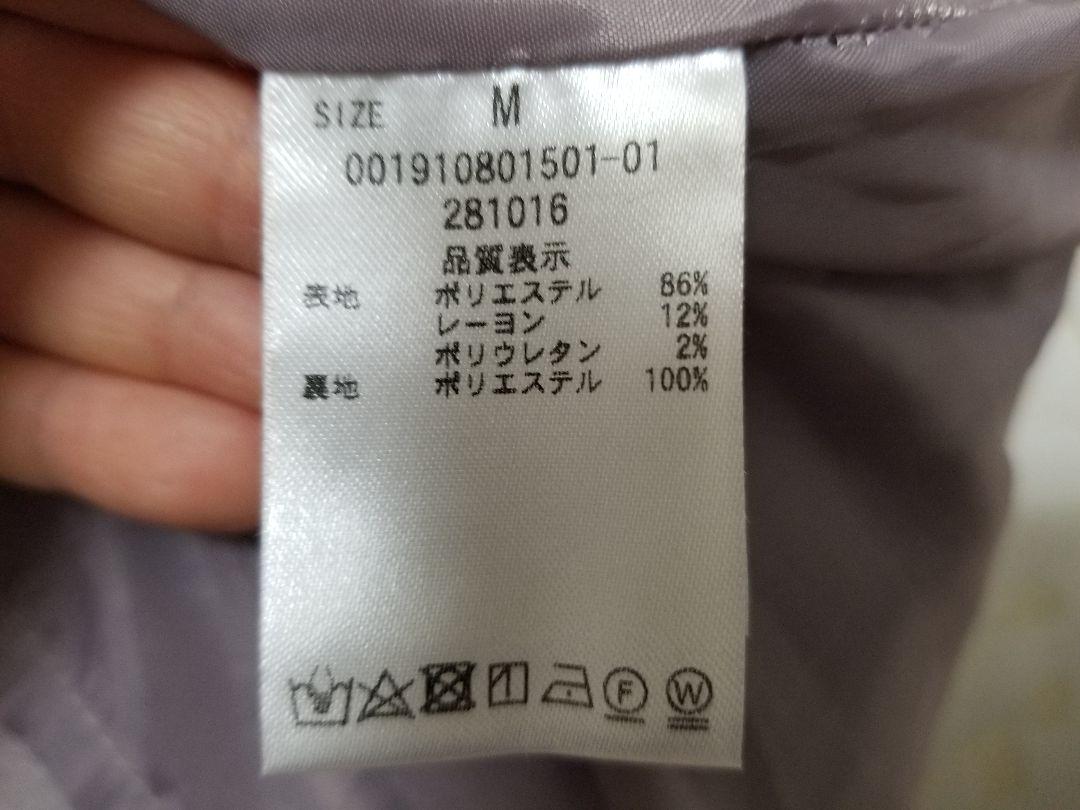 SIZE M
001910801501-01
281016
品質表示
表地 ポリエステル 86%
レーヨン 12%
ポリウレタン 2%
裏地 ポリエステル 100%
F W